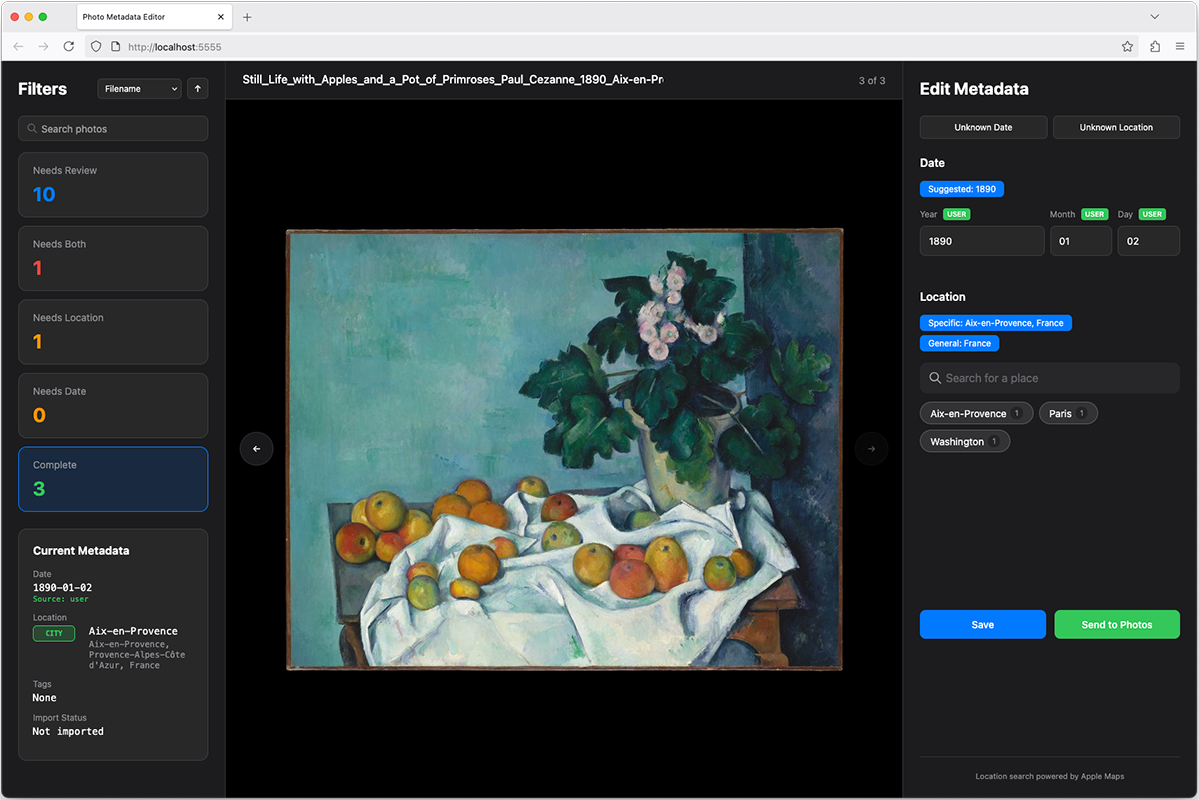 Photo Metadata Editor
http://localhost:5555
Filters
Filename
Search photos
Needs Review
10
Needs Both
1
Needs Location
1
Needs Date
0
Complete
3
Current Metadata
Date
1890-01-02
Source: user
Location
CITY
Aix-en-Provence
Aix-en-Provence,
Provence-Alpes-Côte
d'Azur, France
Tags
None
Import Status
Not imported
Still_Life_with_Apples_and_a_Pot_of_Primroses_Paul_Cezanne_1890_Aix-en-Pr
3 of 3
Edit Metadata
Unknown Date Unknown Location
Date
Suggested: 1890
Year USER Month USER Day USER
1890 01 02
Location
Specific: Aix-en-Provence, France
General: France
Search for a place
Aix-en-Provence 1 Paris 1
Washington 1
Save Send to Photos
Location search powered by Apple Maps